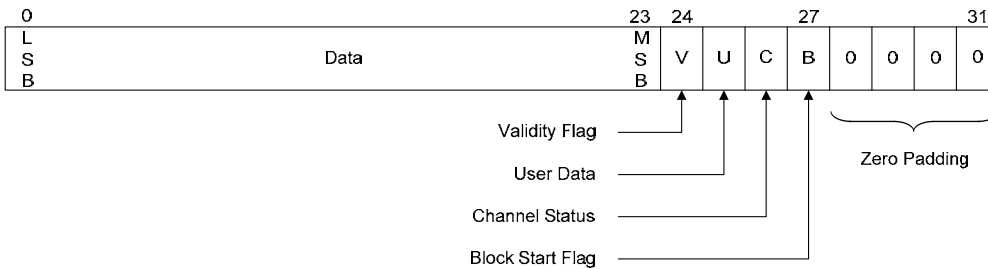 0 23 24 27 31
L S B Data M S B V U C B 0 0 0 0
Validity Flag
User Data
Channel Status
Block Start Flag
Zero Padding